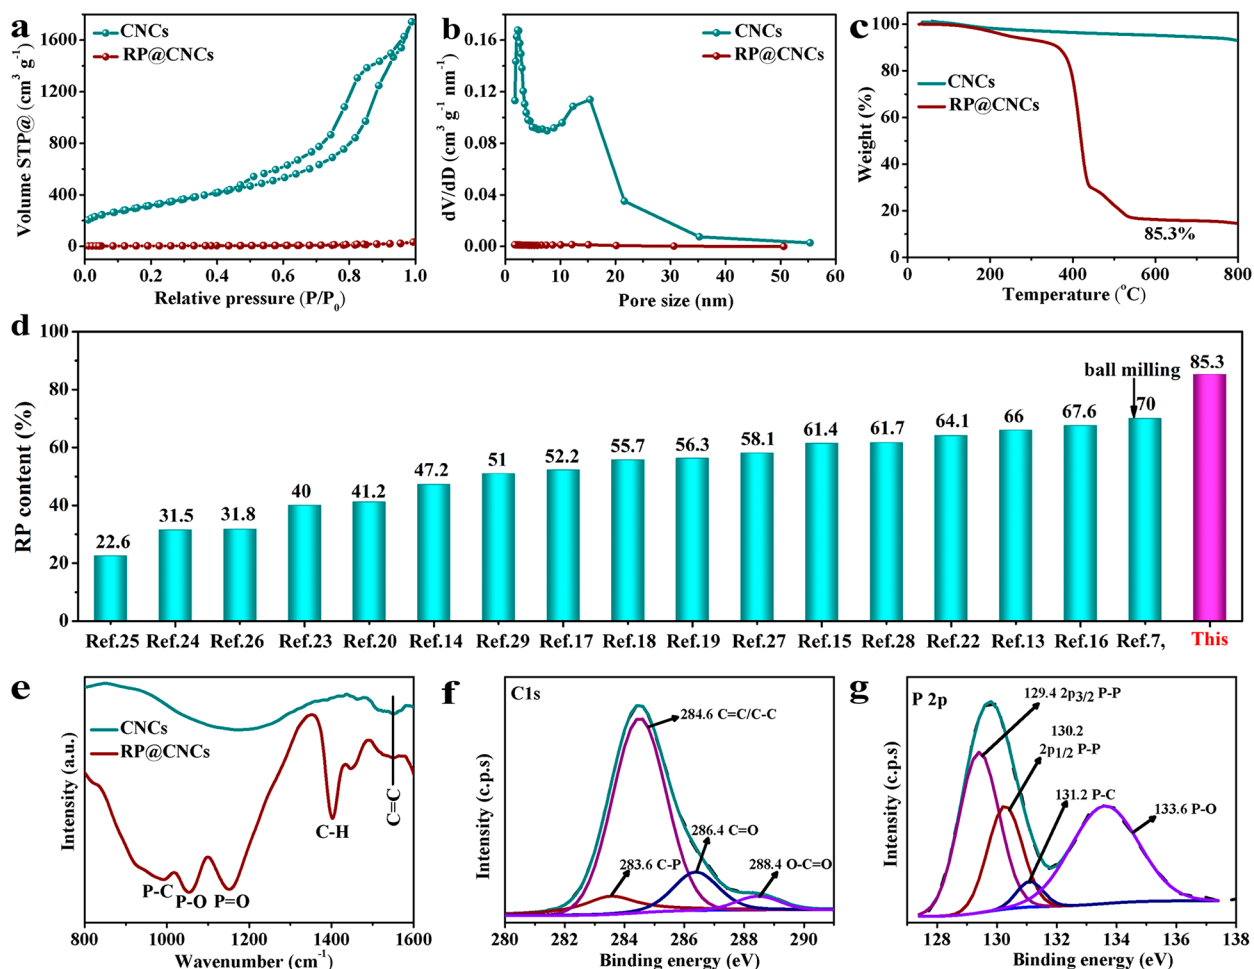 a
CNCs
RP@CNCs
Volume STP@ (cm³ g⁻¹)
1600
1200
800
400
0
0.0 0.2 0.4 0.6 0.8 1.0
Relative pressure (P/P₀)
b
CNCs
RP@CNCs
dV/dD (cm³ g⁻¹ nm⁻¹)
0.16
0.12
0.08
0.04
0.00
0 10 20 30 40 50 60
Pore size (nm)
c
CNCs
RP@CNCs
Weight (%)
100
80
60
40
20
0
85.3%
0 200 400 600 800
Temperature (°C)
d
RP content (%)
100
80
60
40
20
0
22.6 31.5 31.8 40 41.2 47.2 51 52.2 55.7 56.3 58.1 61.4 61.7 64.1 66 67.6 70 85.3
ball milling
Ref.25 Ref.24 Ref.26 Ref.23 Ref.20 Ref.14 Ref.29 Ref.17 Ref.18 Ref.19 Ref.27 Ref.15 Ref.28 Ref.22 Ref.13 Ref.16 Ref.7, This
e
CNCs
RP@CNCs
Intensity (a.u.)
P-C
P-O
P=O
C-H
C=C
800 1000 1200 1400 1600
Wavenumber (cm⁻¹)
f
C1s
Intensity (c.p.s)
284.6 C=C/C-C
286.4 C=O
283.6 C-P
288.4 O-C=O
280 282 284 286 288 290
Binding energy (eV)
g
P 2p
Intensity (c.p.s)
129.4 2p3/2 P-P
130.2
2p1/2 P-P
131.2 P-C
133.6 P-O
128 130 132 134 136 138
Binding energy (eV)